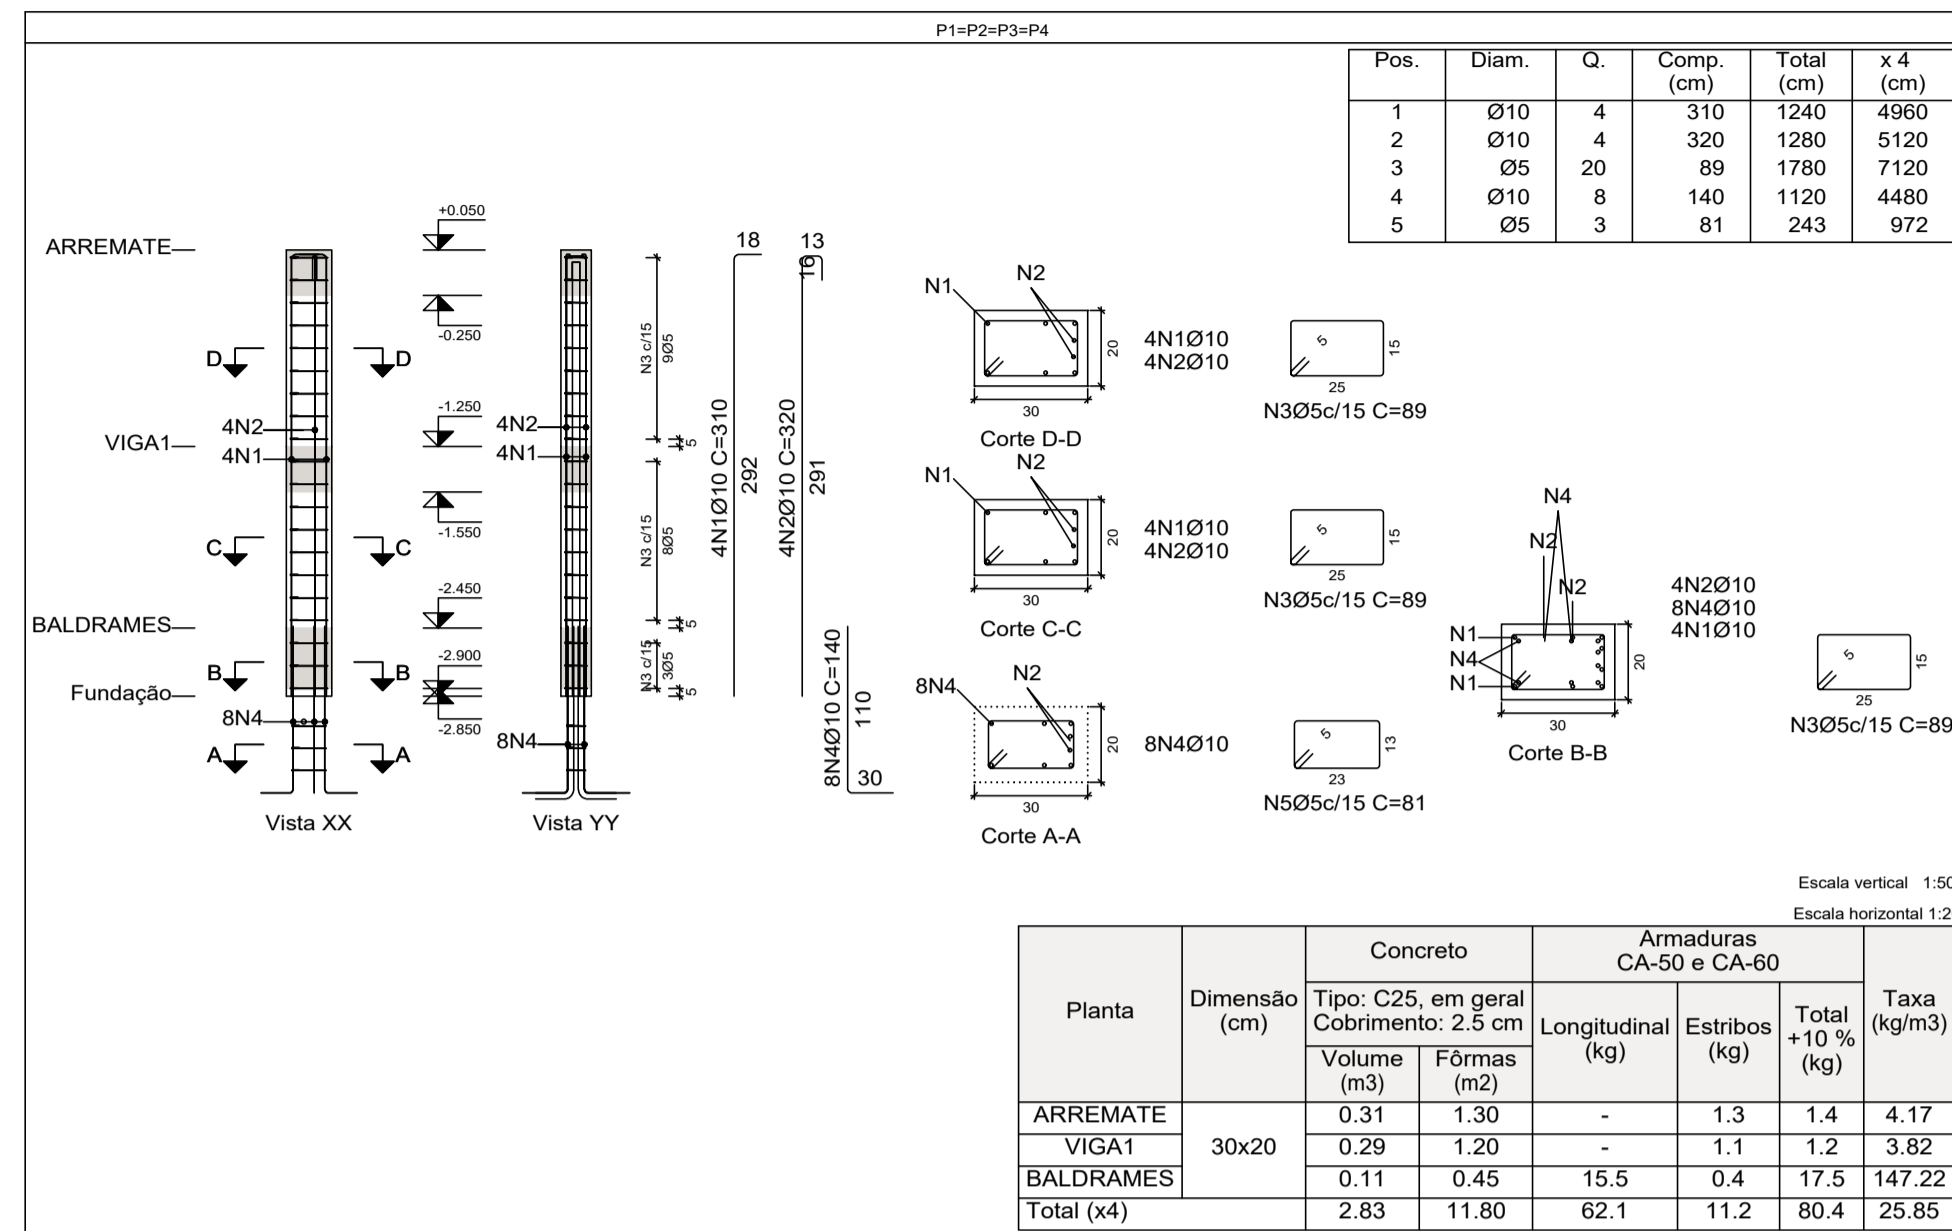 P1=P2=P3=P4
Pos. Diam. Q. Comp. (cm) Total (cm) x 4 (cm)
1 Ø10 4 310 1240 4960
2 Ø10 4 320 1280 5120
3 Ø5 20 89 1780 7120
4 Ø10 8 140 1120 4480
5 Ø5 3 81 243 972
ARREMATE
VIGA1
BALDRAMES
Fundação
D D
C C
B B
A A
4N2
4N1
8N4
Vista XX
+0.050
-0.250
-1.250
-1.550
-2.450
-2.900
-2.850
4N2
4N1
8N4
Vista YY
N3 c/15
9Ø5
5
N3 c/15
8Ø5
5
N3 c/15
3Ø5
5
18
4N1Ø10 C=310
292
13
16
4N2Ø10 C=320
291
8N4Ø10 C=140
110
30
N1
N2
20
30
4N1Ø10
4N2Ø10
Corte D-D
5
15
25
N3Ø5c/15 C=89
N1
N2
20
30
4N1Ø10
4N2Ø10
Corte C-C
5
15
25
N3Ø5c/15 C=89
8N4
N2
20
30
8N4Ø10
Corte A-A
5
13
23
N5Ø5c/15 C=81
N4
N2
N2
N1
N4
N1
20
30
4N2Ø10
8N4Ø10
4N1Ø10
Corte B-B
5
15
25
N3Ø5c/15 C=89
Escala vertical 1:50
Escala horizontal 1:2
Planta
Dimensão (cm)
Concreto
Tipo: C25, em geral
Cobrimento: 2.5 cm
Volume (m3)
Fôrmas (m2)
Armaduras
CA-50 e CA-60
Longitudinal (kg)
Estribos (kg)
Total +10 % (kg)
Taxa (kg/m3)
ARREMATE 0.31 1.30 - 1.3 1.4 4.17
VIGA1 30x20 0.29 1.20 - 1.1 1.2 3.82
BALDRAMES 0.11 0.45 15.5 0.4 17.5 147.22
Total (x4) 2.83 11.80 62.1 11.2 80.4 25.85